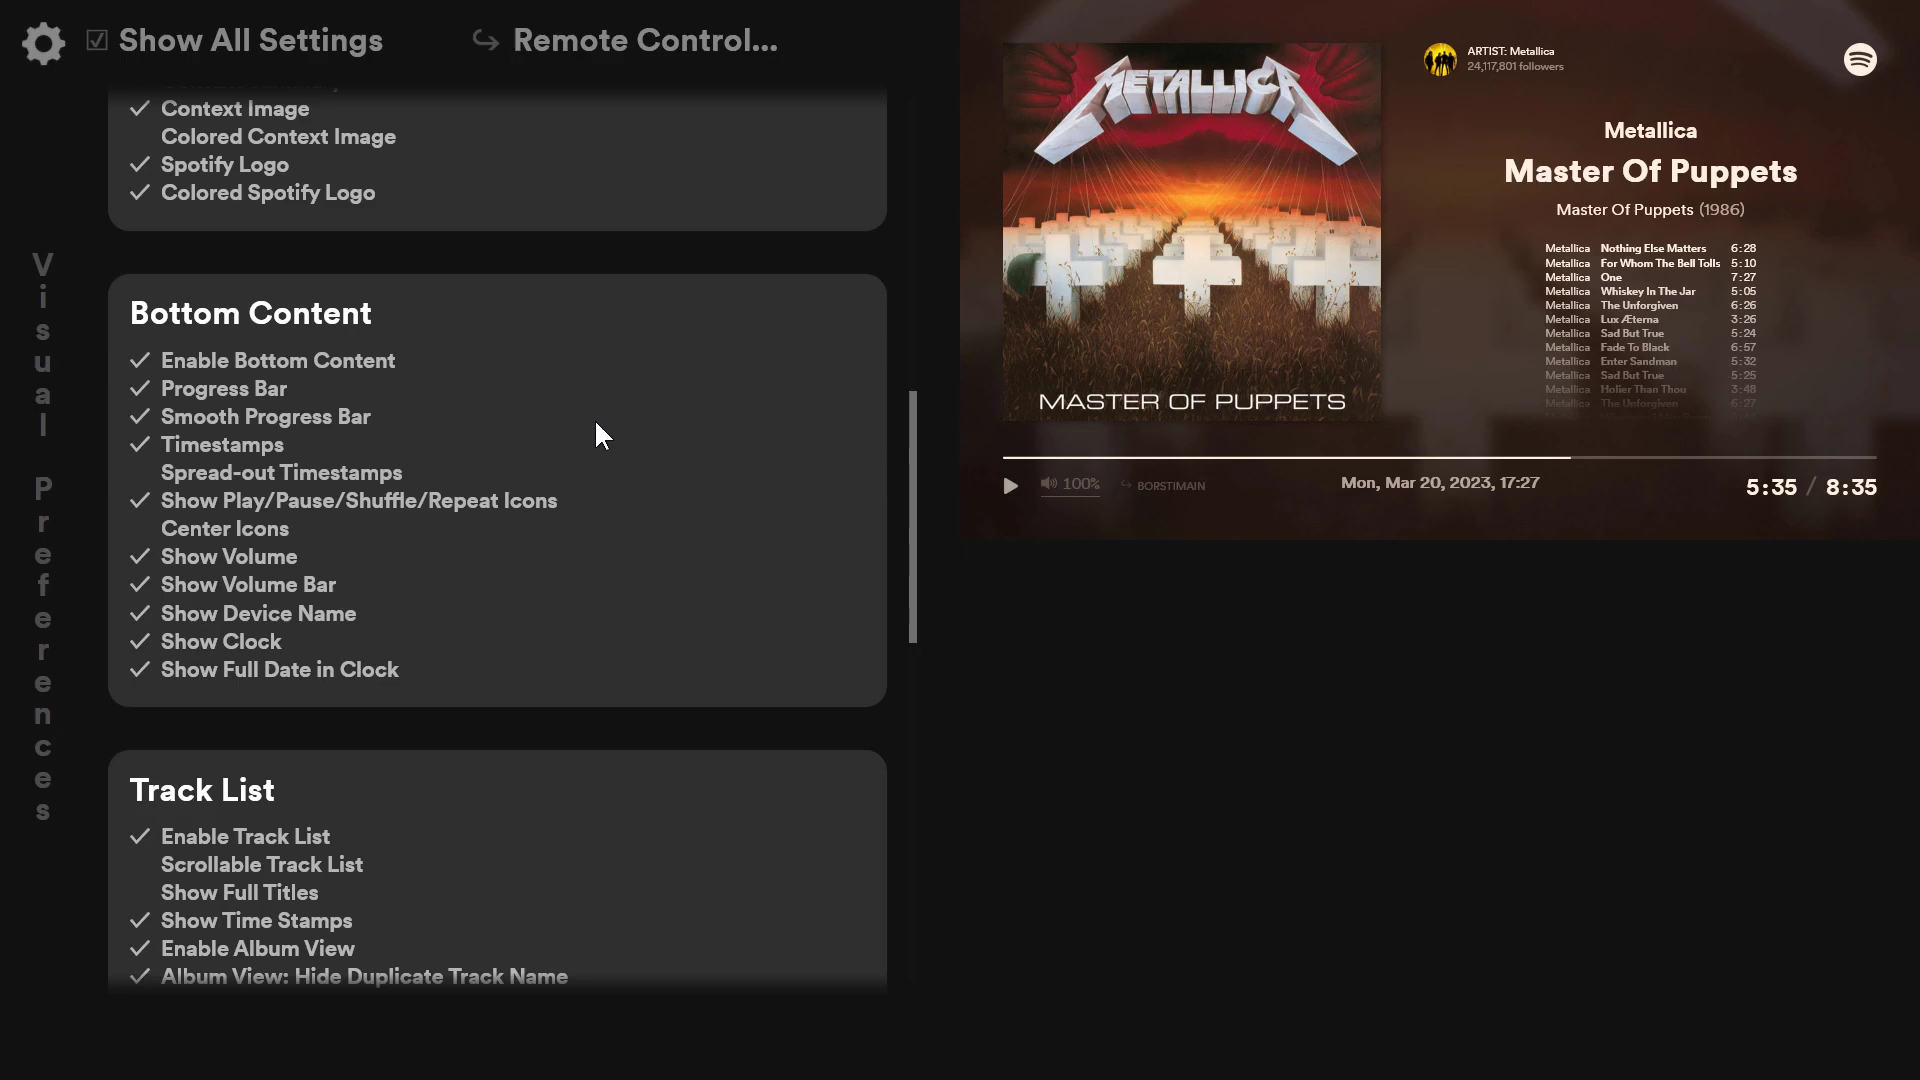 Show All Settings
Remote Control...
Visual Preferences
Context Image
Colored Context Image
Spotify Logo
Colored Spotify Logo
Bottom Content
Enable Bottom Content
Progress Bar
Smooth Progress Bar
Timestamps
Spread-out Timestamps
Show Play/Pause/Shuffle/Repeat Icons
Center Icons
Show Volume
Show Volume Bar
Show Device Name
Show Clock
Show Full Date in Clock
Track List
Enable Track List
Scrollable Track List
Show Full Titles
Show Time Stamps
Enable Album View
Album View: Hide Duplicate Track Name
METALLICA
MASTER OF PUPPETS
ARTIST: Metallica
24,117,801 followers
Metallica
Master Of Puppets
Master Of Puppets (1986)
Metallica Nothing Else Matters 6:28
Metallica For Whom The Bell Tolls 5:10
Metallica One 7:27
Metallica Whiskey In The Jar 5:05
Metallica The Unforgiven 6:26
Metallica Lux Æterna 3:26
Metallica Sad But True 5:24
Metallica Fade To Black 6:57
Metallica Enter Sandman 5:32
Metallica Sad But True 5:25
Metallica Holier Than Thou 3:48
Metallica The Unforgiven 6:27
100% BORSTIMAIN
Mon, Mar 20, 2023, 17:27
5:35 / 8:35